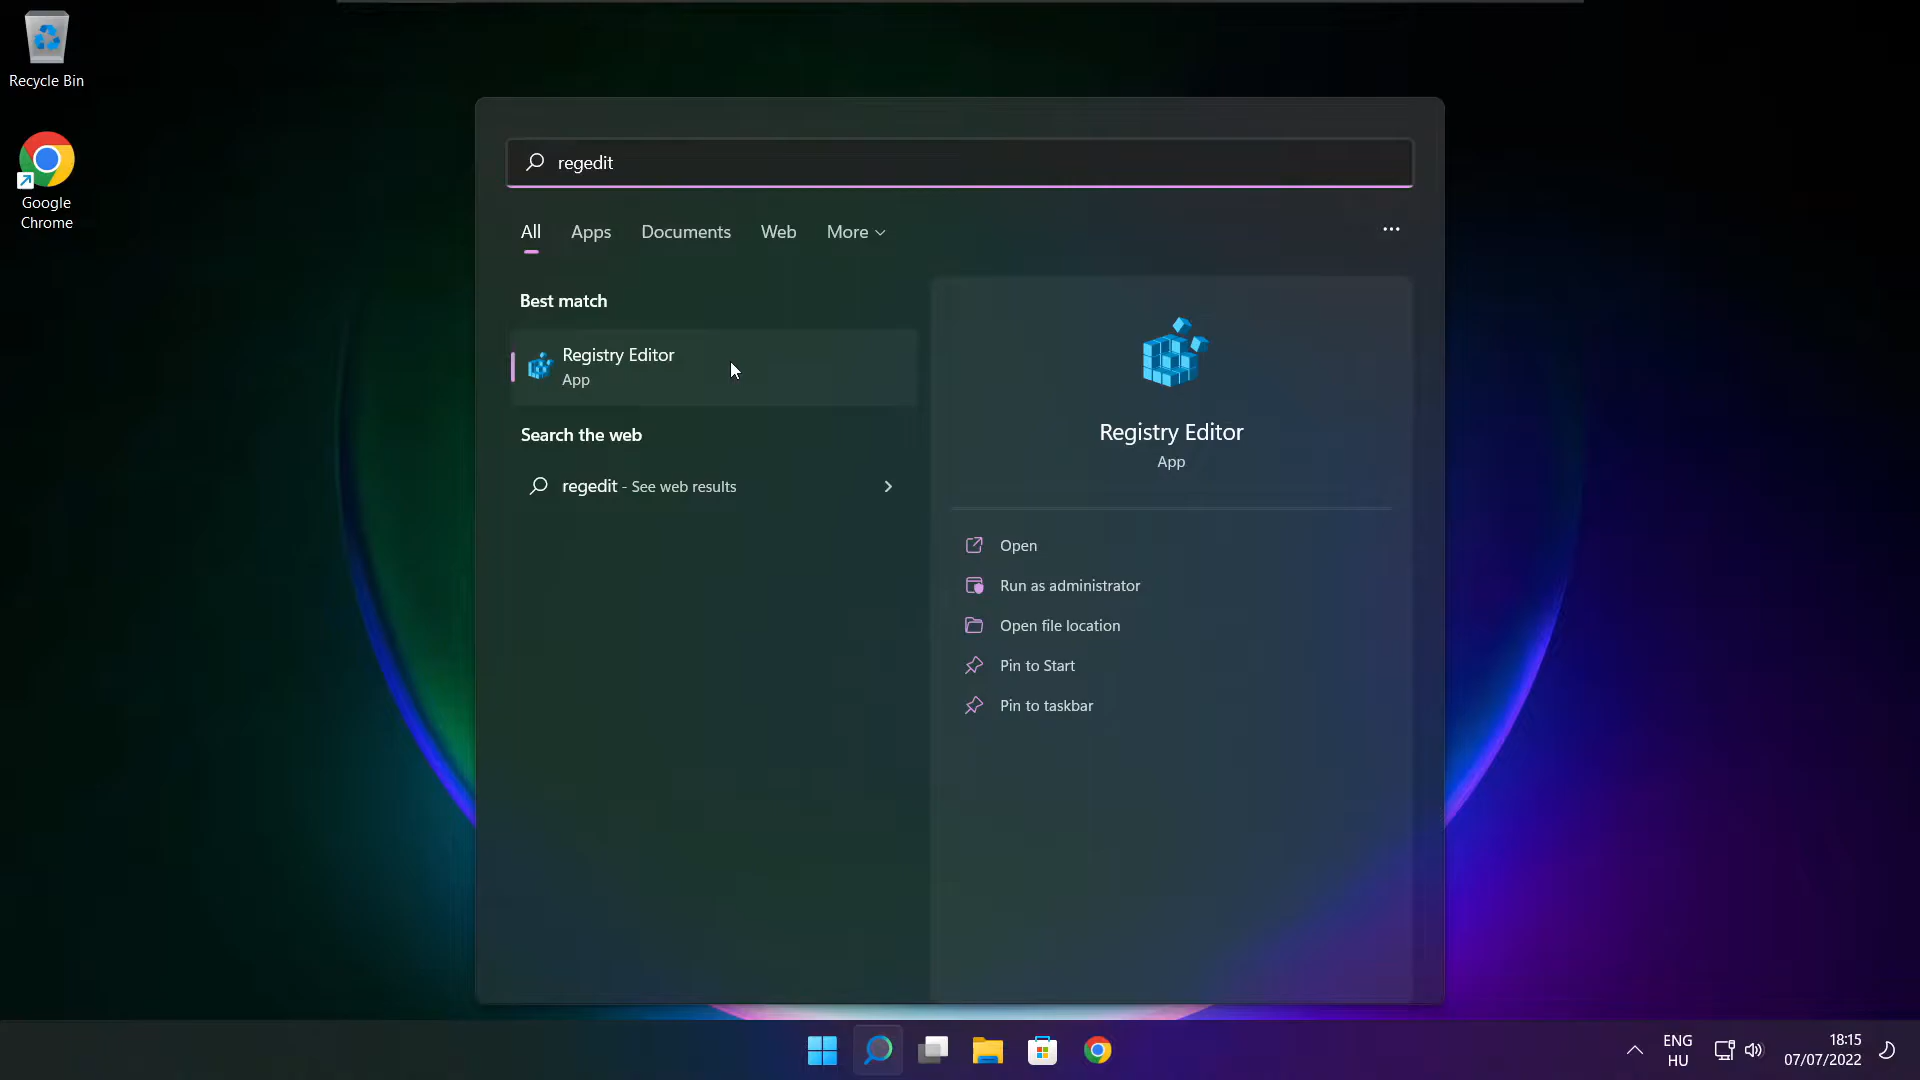 Recycle Bin
Google
Chrome
regedit
All Apps Documents Web More
Best match
Registry Editor
App
Search the web
regedit - See web results
Registry Editor
App
Open
Run as administrator
Open file location
Pin to Start
Pin to taskbar
ENG
HU
18:15
07/07/2022